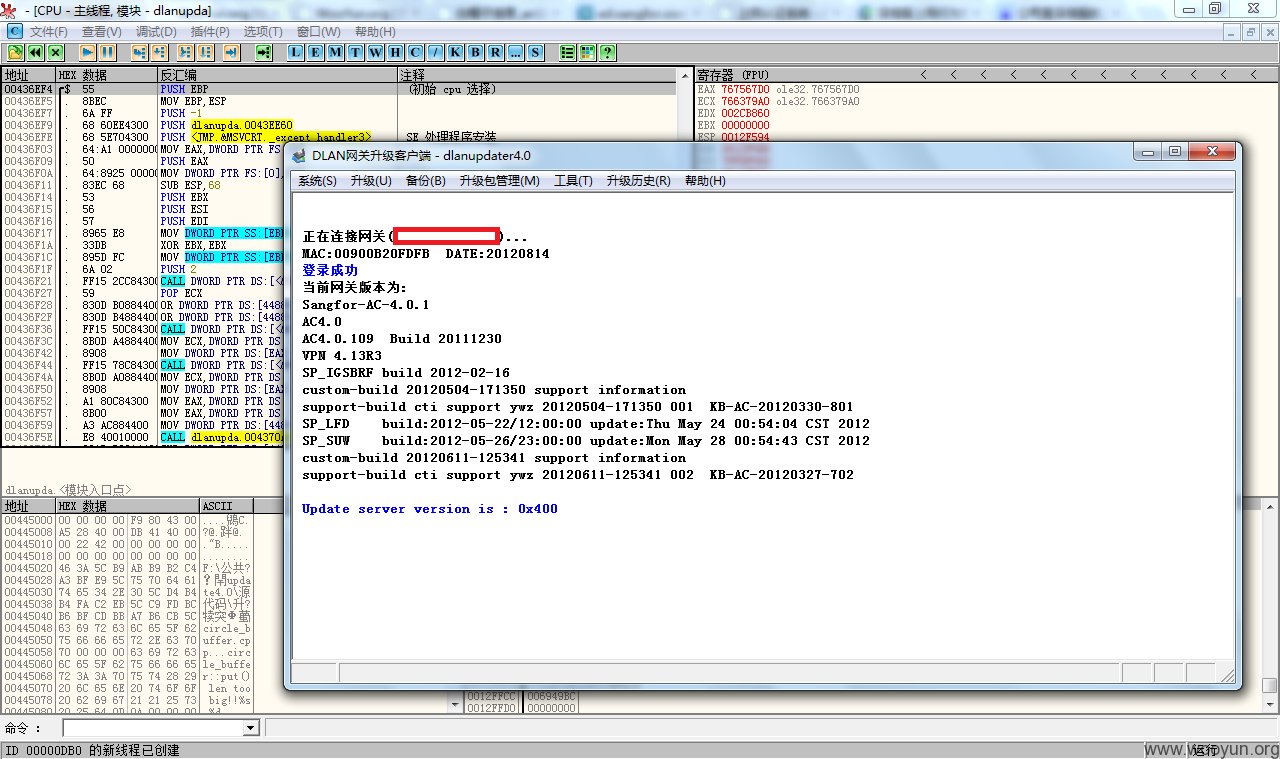 - [CPU - 主线程, 模块 - dlanupda]
文件(F) 查看(V) 调试(D) 插件(P) 选项(T) 窗口(W) 帮助(H)
L E M T W H C / K B R ... S
地址 HEX 数据 反汇编 注释
00436EF4 $ 55 PUSH EBP (初始 cpu 选择)
00436EF5 . 8BEC MOV EBP,ESP
00436EF7 . 6A FF PUSH -1
00436EF9 . 68 60EE4300 PUSH dlanupda.0043EE60
00436EFE . 68 5E704300 PUSH <JMP.&MSVCRT._except_handler3> SE 处理程序安装
00436F03 . 64:A1 0000000 MOV EAX,DWORD PTR FS
00436F09 . 50 PUSH EAX
00436F0A . 64:8925 00000 MOV DWORD PTR FS:[0],
00436F11 . 83EC 68 SUB ESP,68
00436F14 . 53 PUSH EBX
00436F15 . 56 PUSH ESI
00436F16 . 57 PUSH EDI
00436F17 . 8965 E8 MOV DWORD PTR SS:[EB
00436F1A . 33DB XOR EBX,EBX
00436F1C . 895D FC MOV DWORD PTR SS:[EB
00436F1F . 6A 02 PUSH 2
00436F21 . FF15 2CC84300 CALL DWORD PTR DS:[<
00436F27 . 59 POP ECX
00436F28 . 830D B0884400 OR DWORD PTR DS:[448
00436F2F . 830D B4884400 OR DWORD PTR DS:[448
00436F36 . FF15 50C84300 CALL DWORD PTR DS:[<
00436F3C . 8B0D A4884400 MOV ECX,DWORD PTR DS
00436F42 . 8908 MOV DWORD PTR DS:[EA
00436F44 . FF15 78C84300 CALL DWORD PTR DS:[<
00436F4A . 8B0D A0884400 MOV ECX,DWORD PTR DS
00436F50 . 8908 MOV DWORD PTR DS:[EA
00436F52 . A1 80C84300 MOV EAX,DWORD PTR DS
00436F57 . 8B00 MOV EAX,DWORD PTR DS
00436F59 . A3 AC884400 MOV DWORD PTR DS:[44
00436F5E . E8 40010000 CALL dlanupda.004370
寄存器 (FPU)
EAX 767567D0 ole32.767567D0
ECX 766379A0 ole32.766379A0
EDX 002CB860
EBX 00000000
ESP 0012F594
DLAN网关升级客户端 - dlanupdater4.0
系统(S) 升级(U) 备份(B) 升级包管理(M) 工具(T) 升级历史(R) 帮助(H)
正在连接网关( )...
MAC:00900B20FDFB DATE:20120814
登录成功
当前网关版本为:
Sangfor-AC-4.0.1
AC4.0
AC4.0.109 Build 20111230
VPN 4.13R3
SP_IGSBRF build 2012-02-16
custom-build 20120504-171350 support information
support-build cti support ywz 20120504-171350 001 KB-AC-20120330-801
SP_LFD build:2012-05-22/12:00:00 update:Thu May 24 00:54:04 CST 2012
SP_SUW build:2012-05-26/23:00:00 update:Mon May 28 00:54:43 CST 2012
custom-build 20120611-125341 support information
support-build cti support ywz 20120611-125341 002 KB-AC-20120327-702
Update server version is : 0x400
dlanupda.<模块入口点>
地址 HEX 数据 ASCII
00445000 00 00 00 00 F9 80 43 00
00445008 A5 28 40 00 DB 41 40 00
00445010 00 22 42 00 00 00 00 00 ."B.....
00445018 00 00 00 00 00 00 00 00 ........
00445020 46 3A 5C B9 AB B9 B2 C4 F:\公共?
00445028 A3 BF E9 5C 75 70 64 61
00445030 74 65 34 2E 30 5C D4 B4 te4.0\源
00445038 B4 FA C2 EB 5C C9 FD BC 代码\升?
00445040 B6 BF CD BB A7 B6 CB 5C
00445048 63 69 72 63 6C 65 5F 62 circle_b
00445050 75 66 66 65 72 2E 63 70 uffer.cp
00445058 70 00 00 00 63 69 72 63 p...circ
00445060 6C 65 5F 62 75 66 66 65 le_buffe
00445068 72 3A 3A 70 75 74 28 29 r::put()
00445070 20 6C 65 6E 20 74 6F 6F len too
00445078 20 62 69 67 21 21 25 73 big!!%s
0012FFCC 006949BC
0012FFD0 00000000
命令 :
ID 00000DB0 的新线程已创建
运行
www.wooyun.org